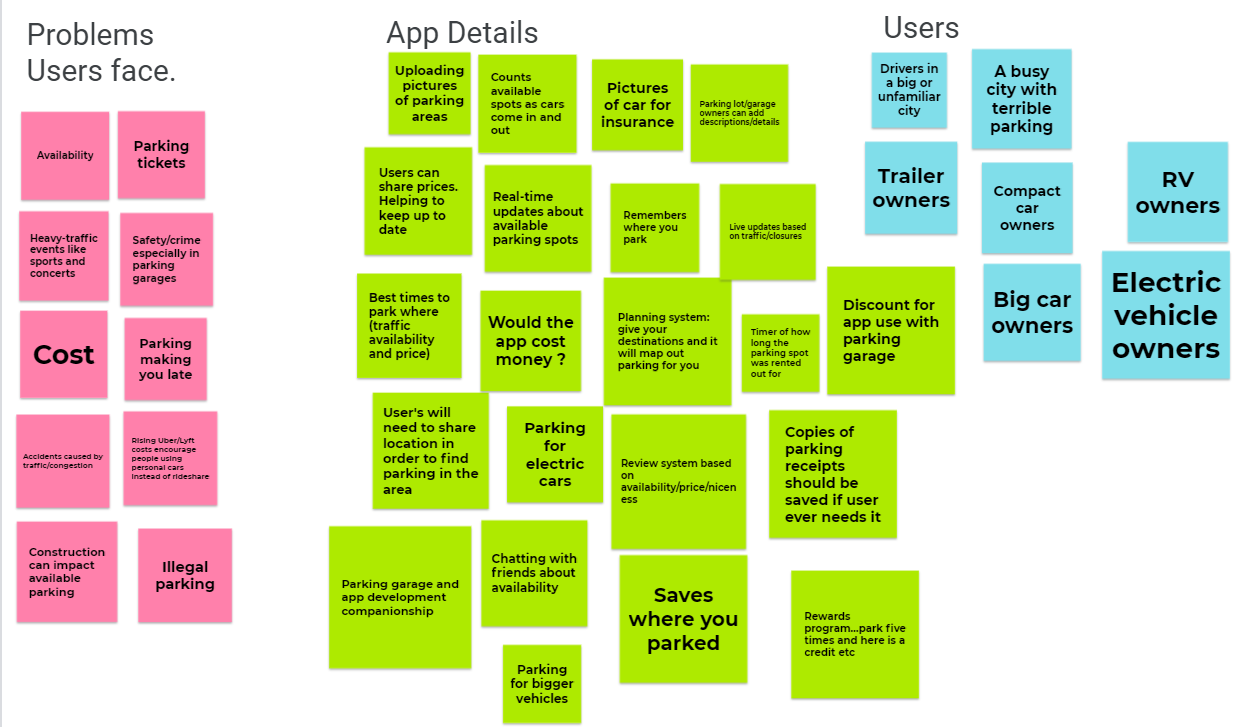 Problems
Users face.
Availability
Parking
tickets
Heavy-traffic
events like
sports and
concerts
Safety/crime
especially in
parking
garages
Cost
Parking
making
you late
Accidents caused by
traffic/congestion
Rising Uber/Lyft
costs encourage
people using
personal cars
instead of rideshare
Construction
can impact
available
parking
Illegal
parking
App Details
Uploading
pictures
of parking
areas
Counts
available
spots as cars
come in and
out
Pictures
of car for
insurance
Parking lot/garage
owners can add
descriptions/details
Users can
share prices.
Helping to
keep up to
date
Real-time
updates about
available
parking spots
Remembers
where you
park
Live updates based
on traffic/closures
Best times to
park where
(traffic
availability
and price)
Would the
app cost
money ?
Planning system:
give your
destinations and it
will map out
parking for you
Timer of how
long the
parking spot
was rented
out for
Discount for
app use with
parking
garage
User's will
need to share
location in
order to find
parking in the
area
Parking
for
electric
cars
Review system based
on
availability/price/nicen
ess
Copies of
parking
receipts
should be
saved if user
ever needs it
Parking garage and
app development
companionship
Chatting with
friends about
availability
Saves
where you
parked
Rewards
program...park five
times and here is a
credit etc
Parking
for bigger
vehicles
Users
Drivers in
a big or
unfamiliar
city
A busy
city with
terrible
parking
Trailer
owners
Compact
car
owners
RV
owners
Big car
owners
Electric
vehicle
owners